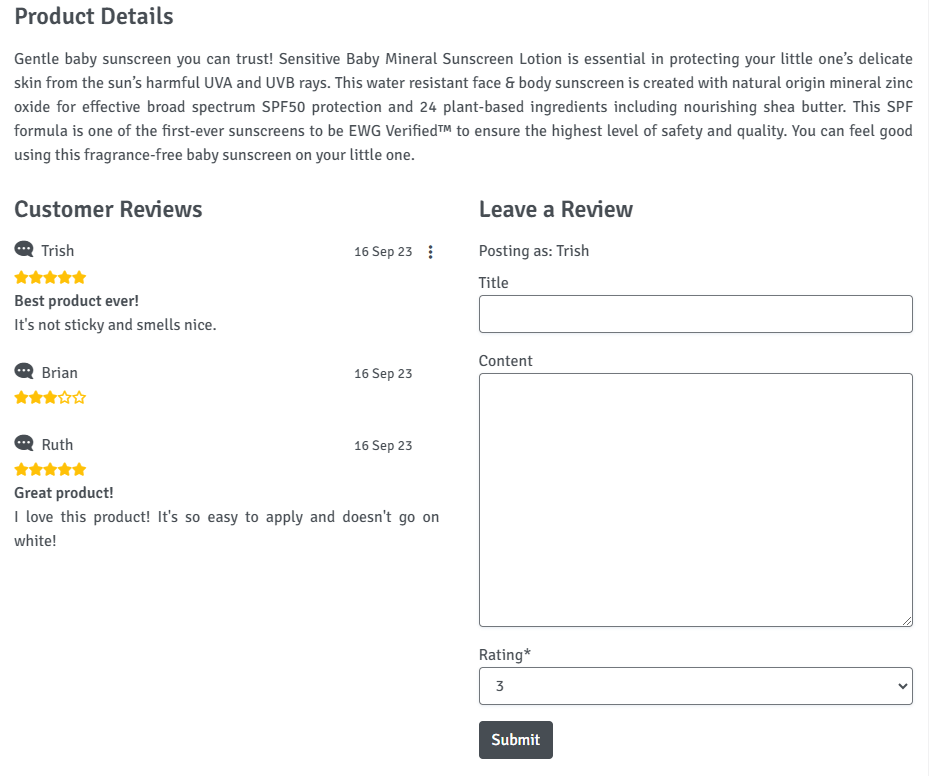 Product Details
Gentle baby sunscreen you can trust! Sensitive Baby Mineral Sunscreen Lotion is essential in protecting your little one’s delicate
skin from the sun’s harmful UVA and UVB rays. This water resistant face & body sunscreen is created with natural origin mineral zinc
oxide for effective broad spectrum SPF50 protection and 24 plant-based ingredients including nourishing shea butter. This SPF
formula is one of the first-ever sunscreens to be EWG Verified™ to ensure the highest level of safety and quality. You can feel good
using this fragrance-free baby sunscreen on your little one.
Customer Reviews
Trish 16 Sep 23
Best product ever!
It's not sticky and smells nice.
Brian 16 Sep 23
Ruth 16 Sep 23
Great product!
I love this product! It's so easy to apply and doesn't go on
white!
Leave a Review
Posting as: Trish
Title
Content
Rating*
3
Submit